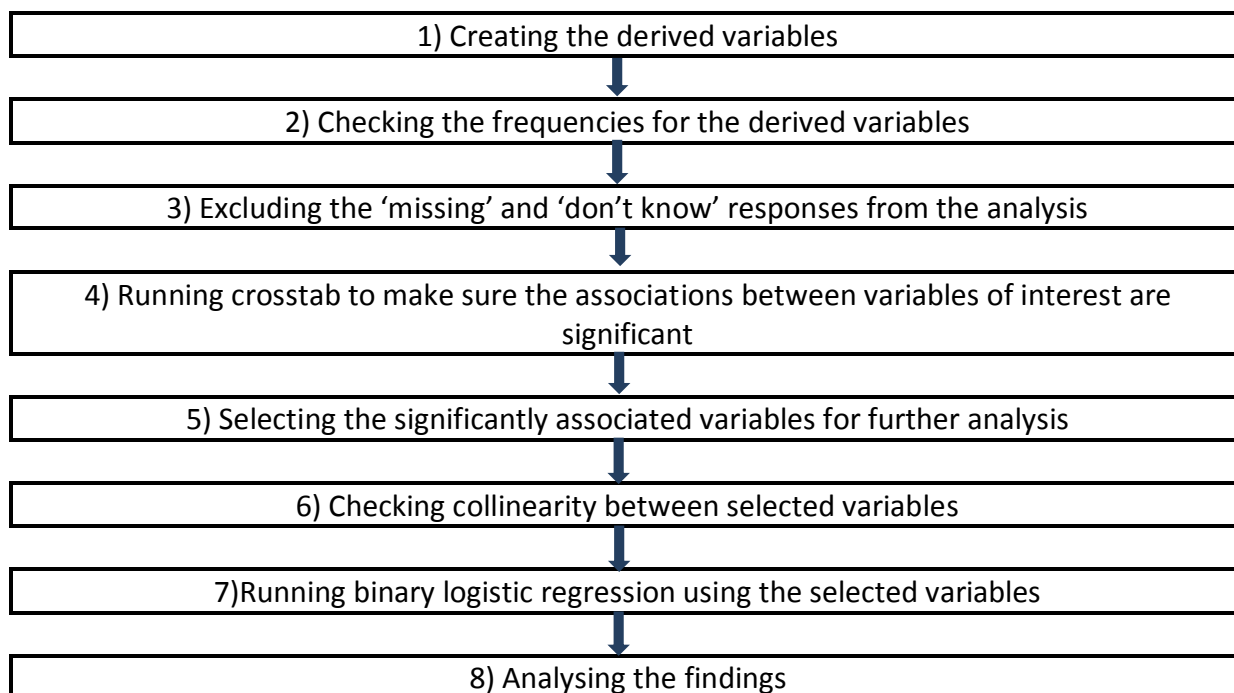 1) Creating the derived variables
2) Checking the frequencies for the derived variables
3) Excluding the ‘missing’ and ‘don’t know’ responses from the analysis
4) Running crosstab to make sure the associations between variables of interest are
significant
5) Selecting the significantly associated variables for further analysis
6) Checking collinearity between selected variables
7)Running binary logistic regression using the selected variables
8) Analysing the findings